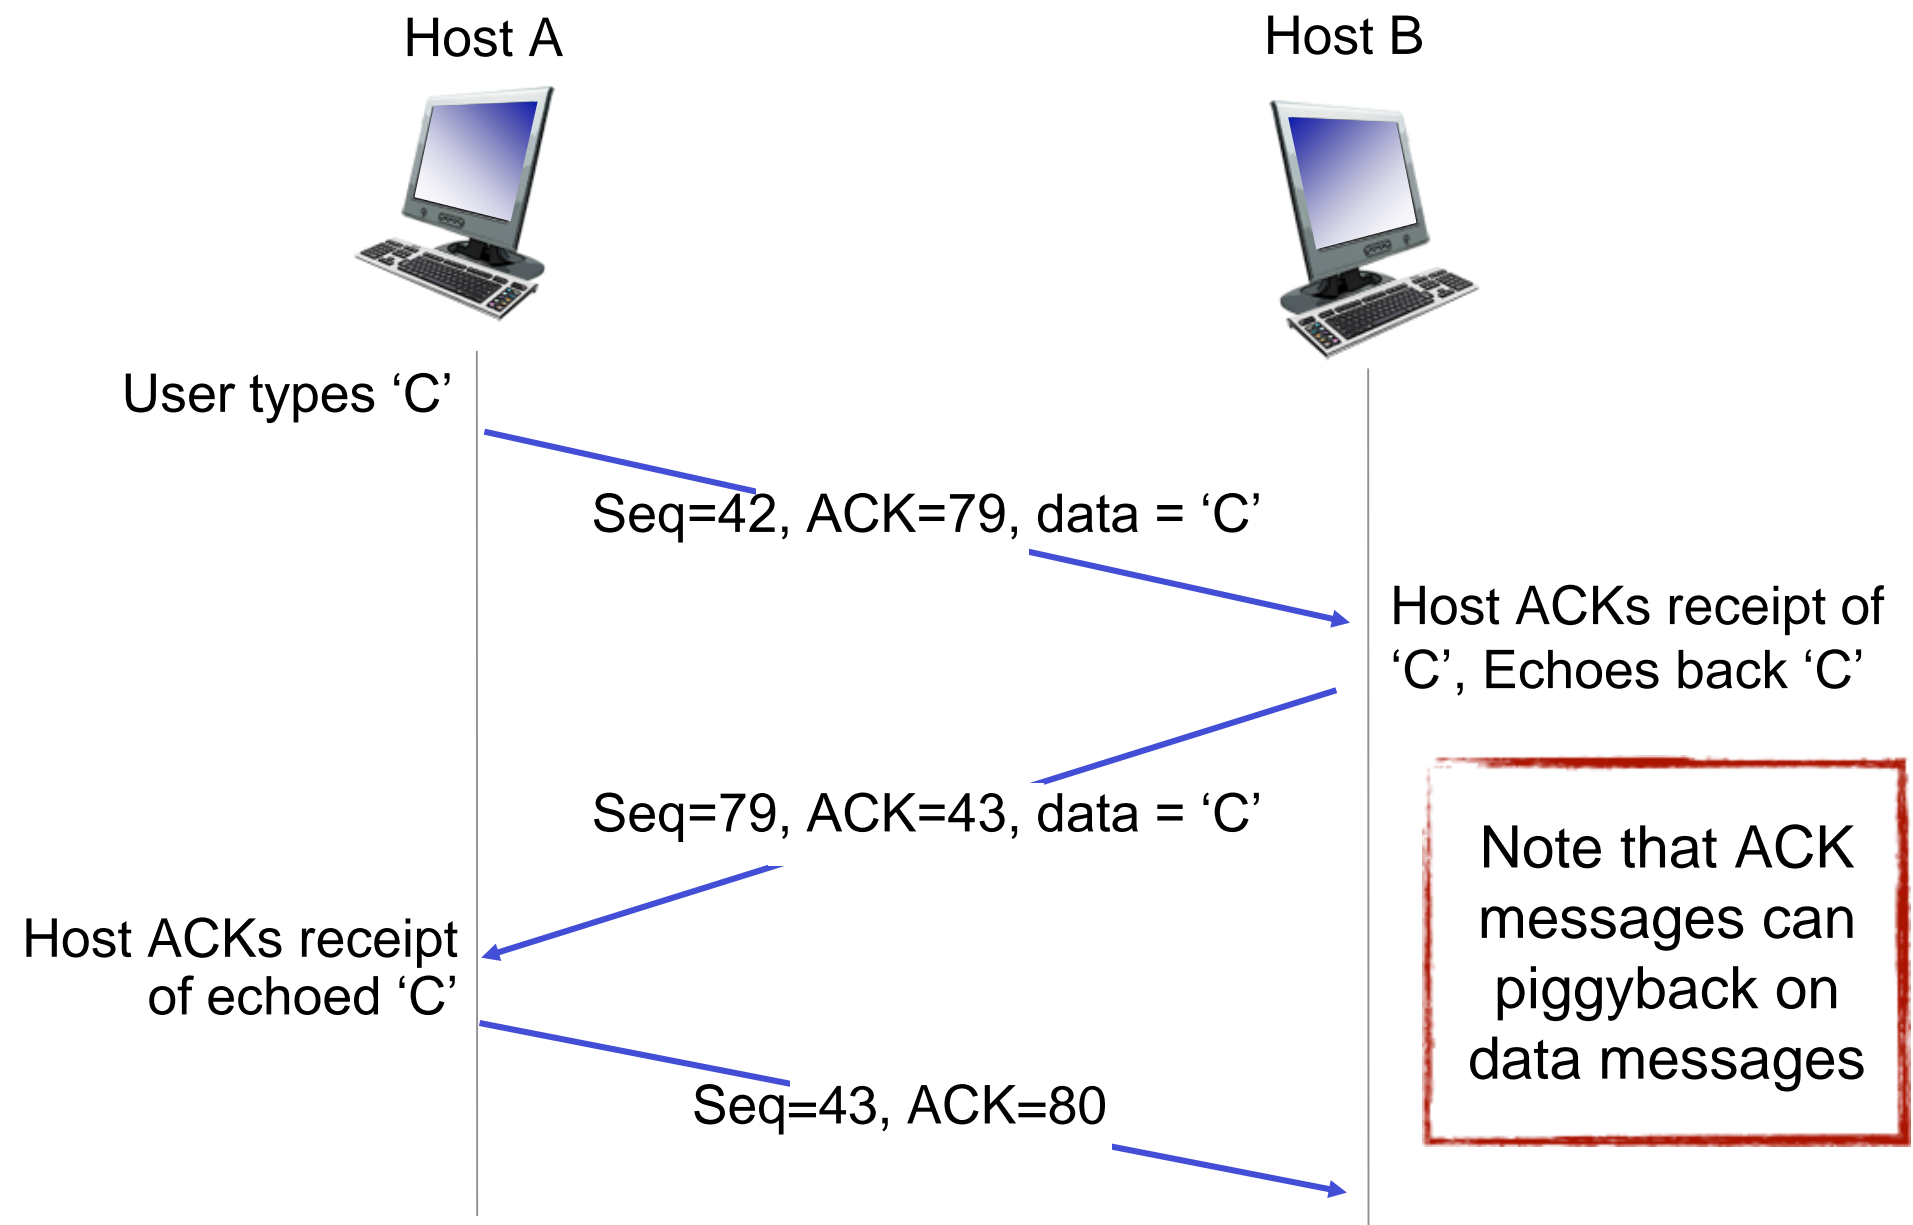 Host A
Host B
User types ‘C’
Seq=42, ACK=79, data = ‘C’
Host ACKs receipt of
‘C’, Echoes back ‘C’
Seq=79, ACK=43, data = ‘C’
Host ACKs receipt
of echoed ‘C’
Seq=43, ACK=80
Note that ACK
messages can
piggyback on
data messages